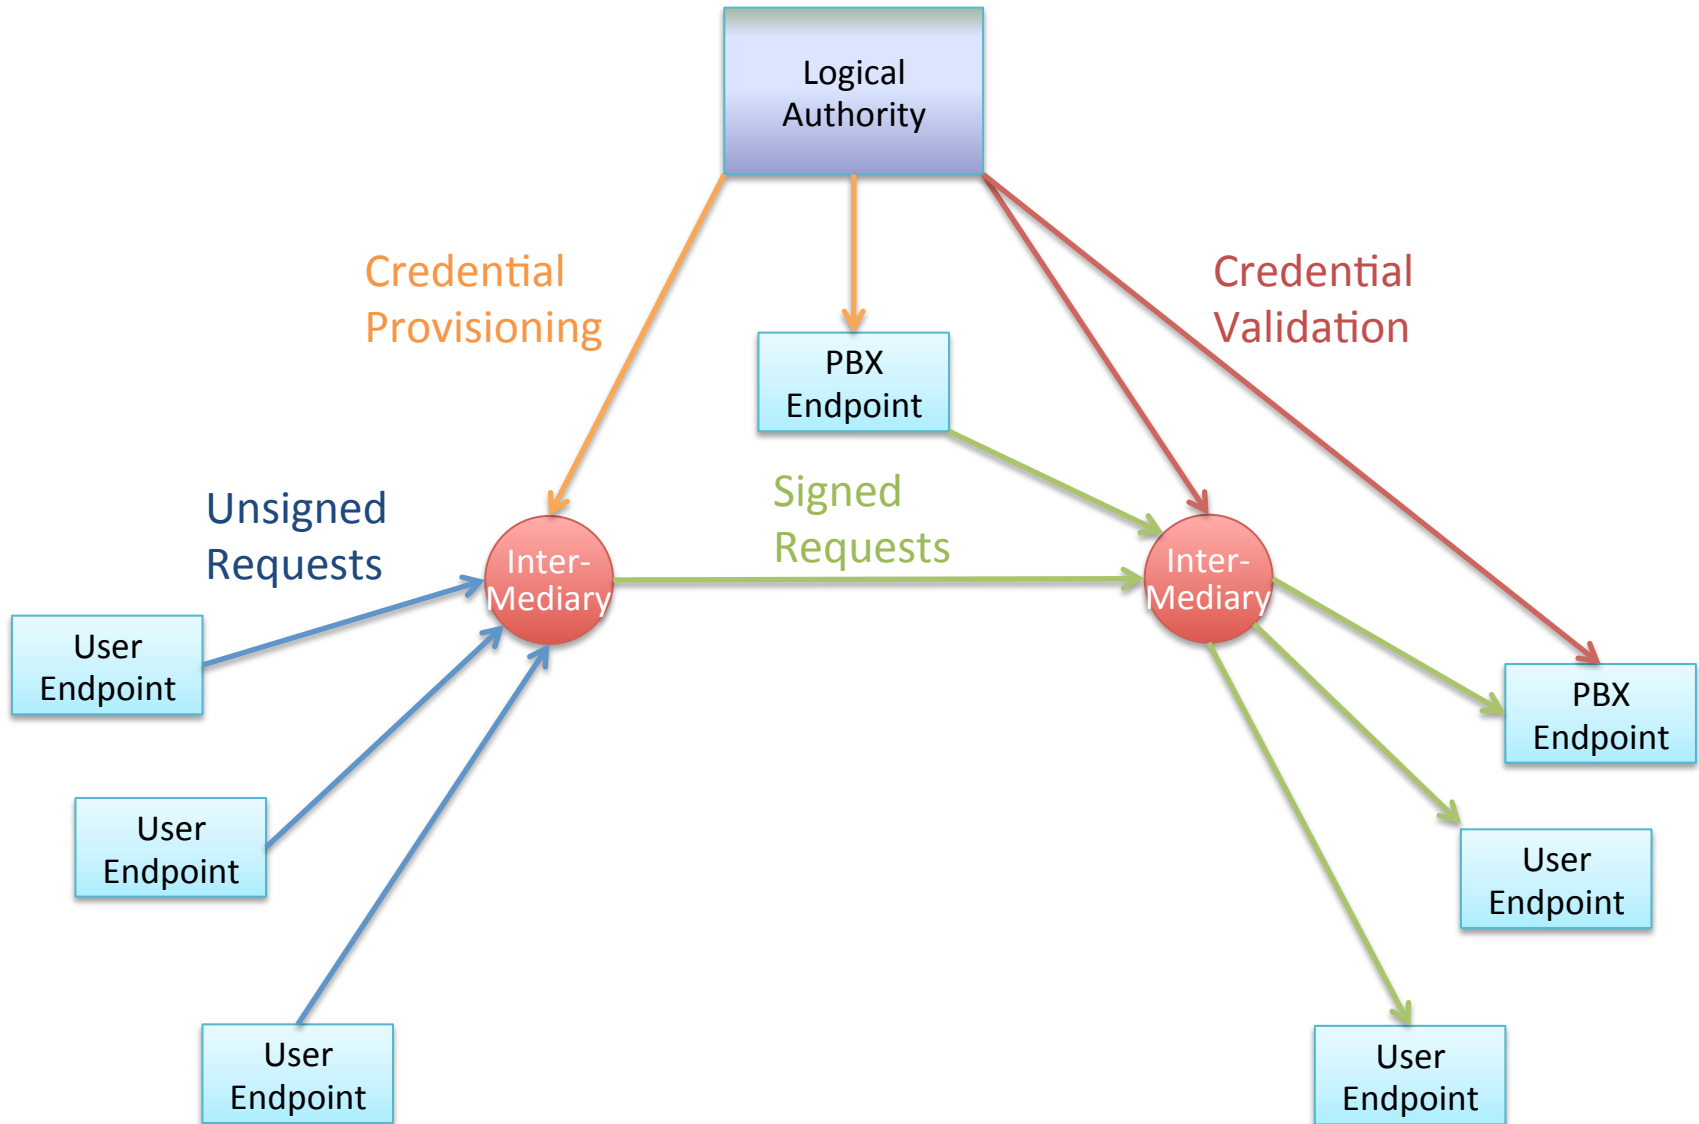 Logical
Authority
Credential
Provisioning
Credential
Validation
PBX
Endpoint
Unsigned
Requests
Signed
Requests
Inter-
Mediary
Inter-
Mediary
User
Endpoint
PBX
Endpoint
User
Endpoint
User
Endpoint
User
Endpoint
User
Endpoint